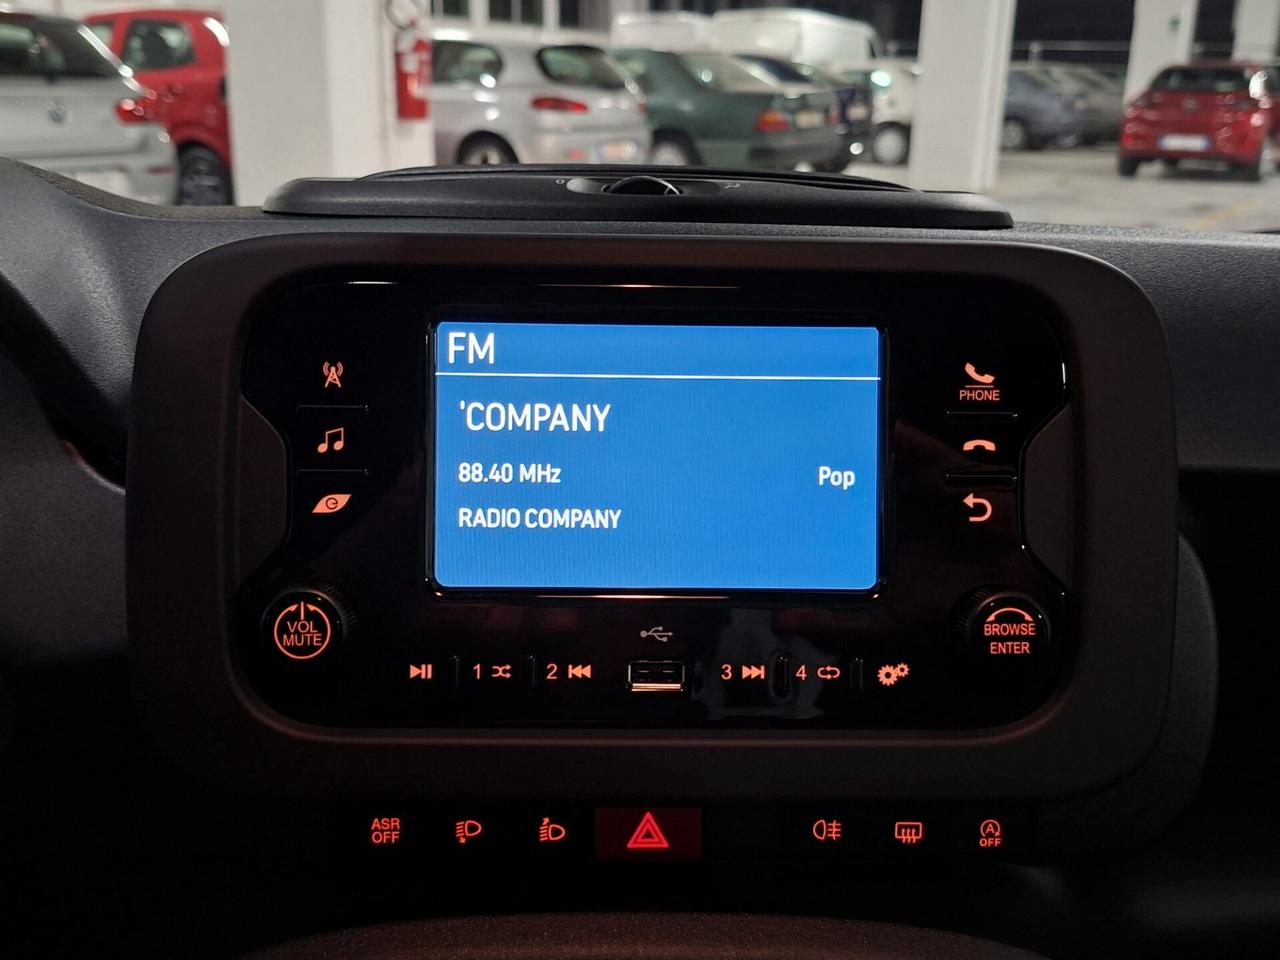 FM
'COMPANY
88.40 MHz Pop
RADIO COMPANY
PHONE
VOL
MUTE
BROWSE
ENTER
1 2 3 4
ASR
OFF
A
OFF